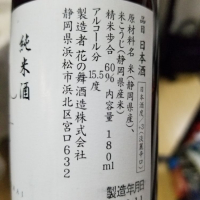 品目 日本酒
原材料名 米(静岡県産)、
米こうじ(静岡県産米)
精米歩合 60% 内容量 180ml
アルコール分 15.5度
製造者 花の舞酒造株式会社
静岡県浜松市浜北区宮口632
製造年月日
純米酒